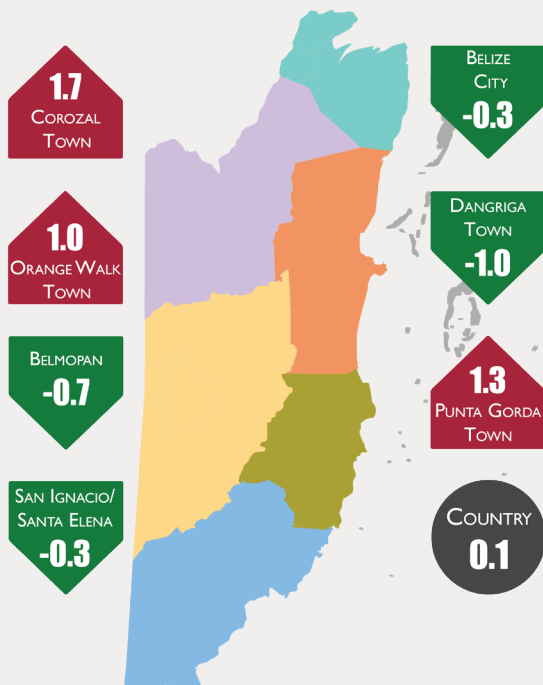 1.7
Corozal
Town
1.0
Orange Walk
Town
Belmopan
-0.7
San Ignacio/
Santa Elena
-0.3
Belize
City
-0.3
Dangriga
Town
-1.0
1.3
Punta Gorda
Town
Country
0.1